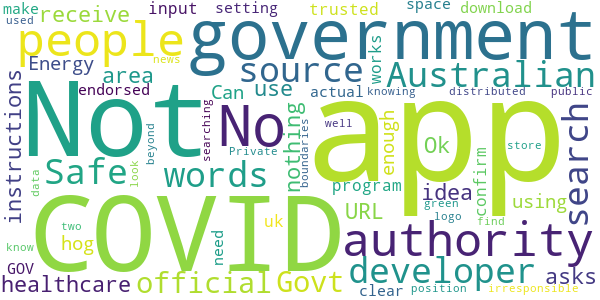 make
receive
input
setting
trusted
space
used
download
news
people
government
works
Energy
area
source
Australian
endorsed
Can
use
actual
knowing
distributed
public
instructions
Not
No
app
search
searching
nothing
boundaries
enough
well
Ok
store
beyond
Private
Safe
words
program
confirm
idea
using
data
look
COVID
URL
green
logo
find
know
two
hog
uk
need
authority
GOV
official
Govt
developer
asks
healthcare
clear
position
irresponsible